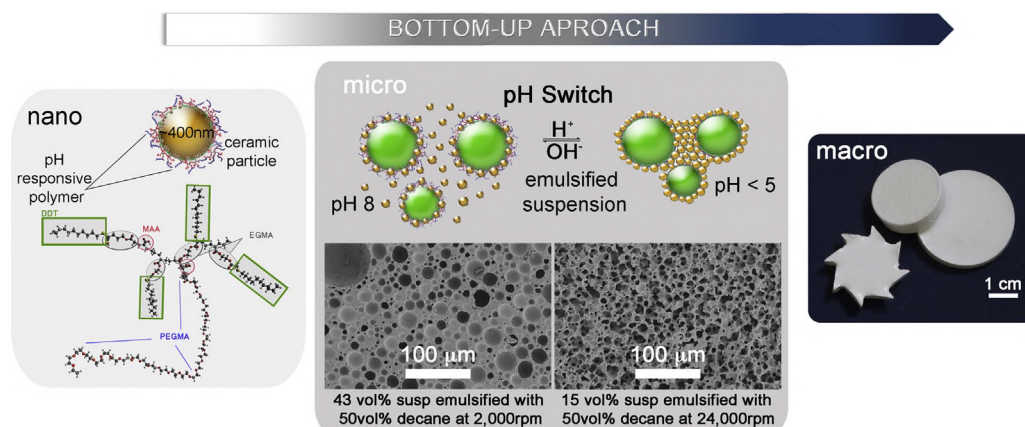 BOTTOM-UP APROACH
nano
~400nm
ceramic
particle
pH
responsive
polymer
DDT
MAA
EGMA
PEGMA
micro
pH Switch
H⁺
OH⁻
emulsified
suspension
pH 8
pH < 5
100 μm
43 vol% susp emulsified with
50vol% decane at 2,000rpm
100 μm
15 vol% susp emulsified with
50vol% decane at 24,000rpm
macro
1 cm